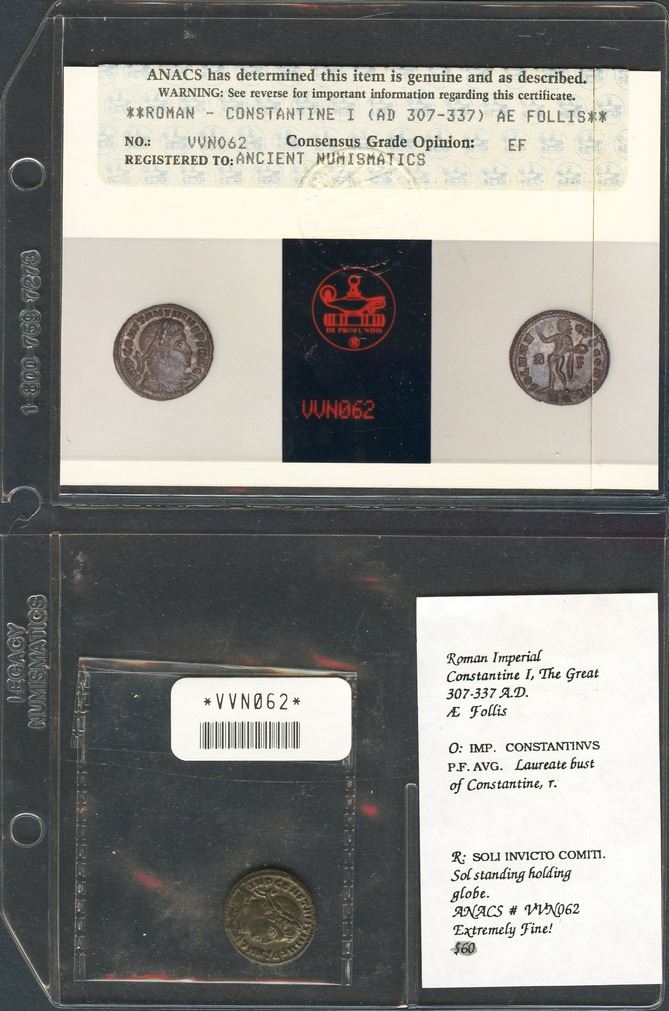 ANACS has determined this item is genuine and as described.
WARNING: See reverse for important information regarding this certificate.
**ROMAN - CONSTANTINE I (AD 307-337) AE FOLLIS**
NO.: VVN062 Consensus Grade Opinion: EF
REGISTERED TO: ANCIENT NUMISMATICS
DE PROFUNDIS
®
VVN062
1-800-769-7273
LEGACY
NUMISMATICS
*VVN062*
Roman Imperial
Constantine I, The Great
307-337 A.D.
Æ Follis
O: IMP. CONSTANTINVS
P.F. AVG. Laureate bust
of Constantine, r.
R: SOLI INVICTO COMITI.
Sol standing holding
globe.
ANACS # VVN062
Extremely Fine!
$60